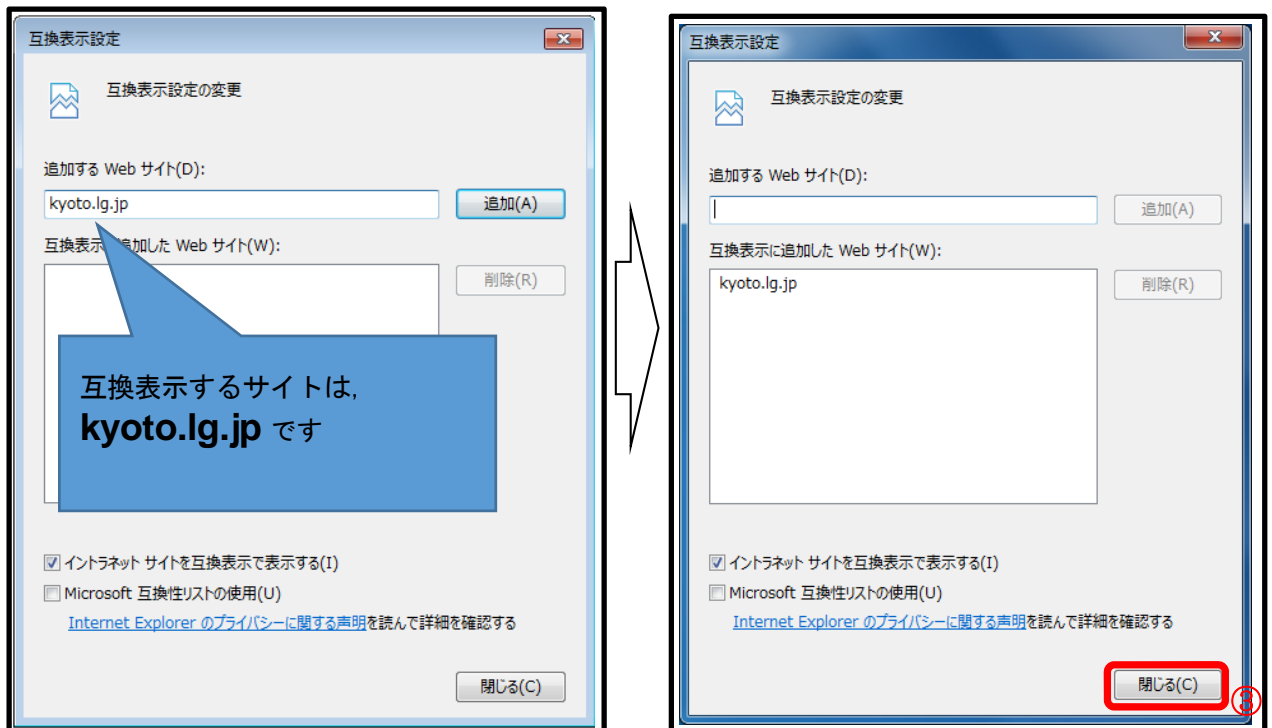 互換表示設定
互換表示設定の変更
追加する Web サイト(D):
kyoto.lg.jp
追加(A)
互換表示 追加した Web サイト(W):
削除(R)
互換表示するサイトは,
kyoto.lg.jp です
イントラネット サイトを互換表示で表示する(I)
Microsoft 互換性リストの使用(U)
Internet Explorer のプライバシーに関する声明を読んで詳細を確認する
閉じる(C)
互換表示設定
互換表示設定の変更
追加する Web サイト(D):
追加(A)
互換表示に追加した Web サイト(W):
kyoto.lg.jp
削除(R)
イントラネット サイトを互換表示で表示する(I)
Microsoft 互換性リストの使用(U)
Internet Explorer のプライバシーに関する声明を読んで詳細を確認する
閉じる(C)
③